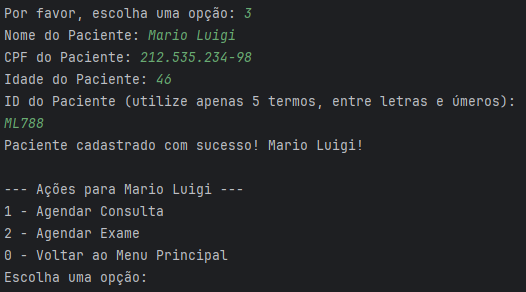 Por favor, escolha uma opção: 3
Nome do Paciente: Mario Luigi
CPF do Paciente: 212.535.234-98
Idade do Paciente: 46
ID do Paciente (utilize apenas 5 termos, entre letras e úmeros):
ML788
Paciente cadastrado com sucesso! Mario Luigi!
--- Ações para Mario Luigi ---
1 - Agendar Consulta
2 - Agendar Exame
0 - Voltar ao Menu Principal
Escolha uma opção: